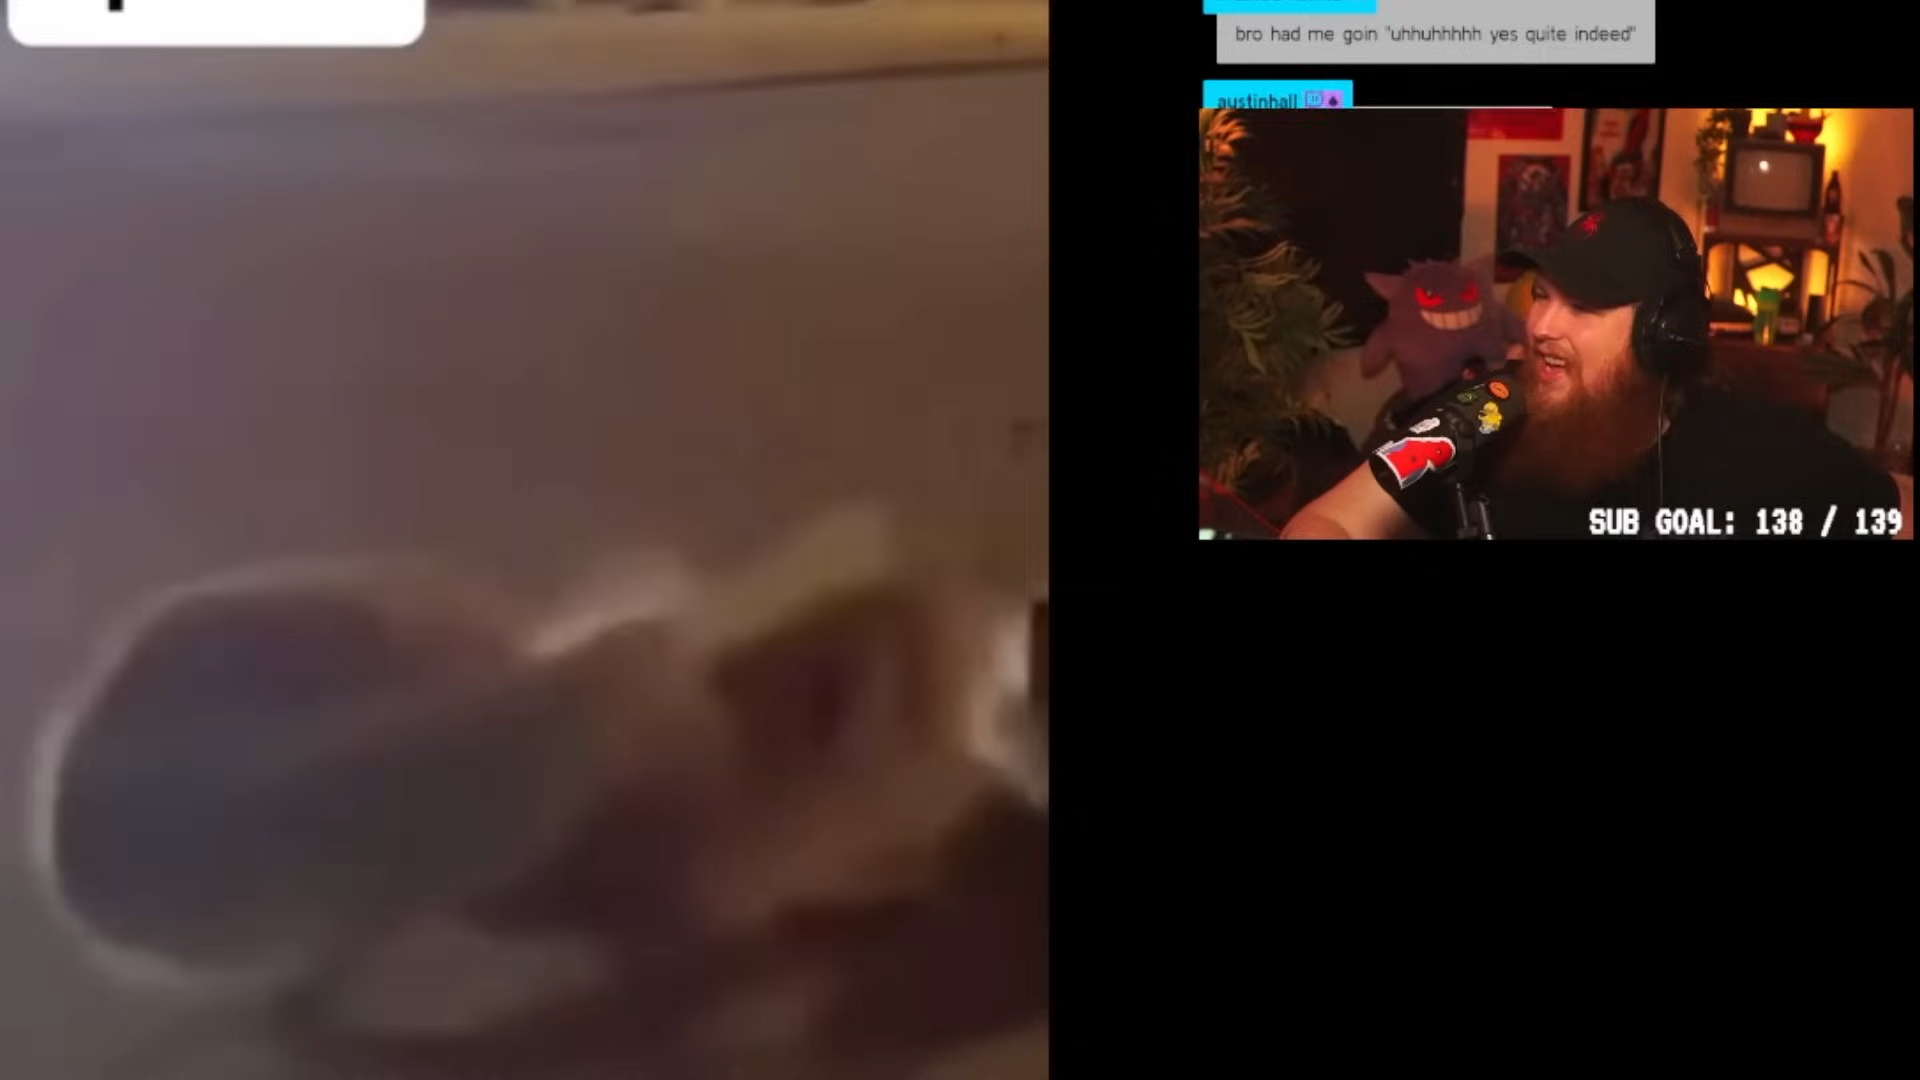 bro had me goin "uhhuhhhhh yes quite indeed"
austinhall
SUB GOAL: 138 / 139